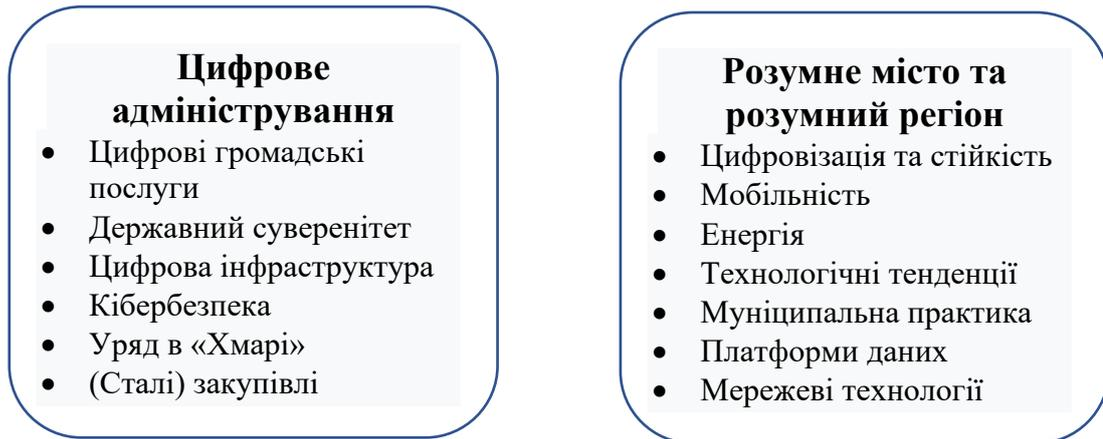 Цифрове
адміністрування
• Цифрові громадські
послуги
• Державний суверенітет
• Цифрова інфраструктура
• Кібербезпека
• Уряд в «Хмарі»
• (Сталі) закупівлі
Розумне місто та
розумний регіон
• Цифровізація та стійкість
• Мобільність
• Енергія
• Технологічні тенденції
• Муніципальна практика
• Платформи даних
• Мережеві технології